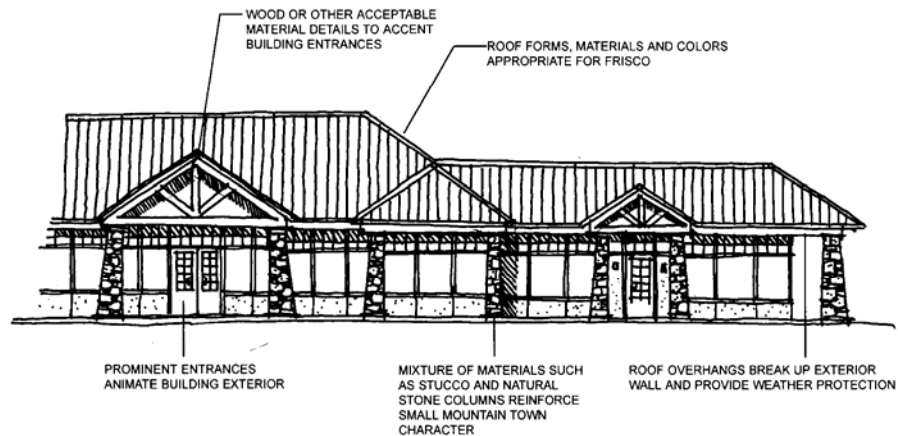 WOOD OR OTHER ACCEPTABLE
MATERIAL DETAILS TO ACCENT
BUILDING ENTRANCES
ROOF FORMS, MATERIALS AND COLORS
APPROPRIATE FOR FRISCO
PROMINENT ENTRANCES
ANIMATE BUILDING EXTERIOR
MIXTURE OF MATERIALS SUCH
AS STUCCO AND NATURAL
STONE COLUMNS REINFORCE
SMALL MOUNTAIN TOWN
CHARACTER
ROOF OVERHANGS BREAK UP EXTERIOR
WALL AND PROVIDE WEATHER PROTECTION